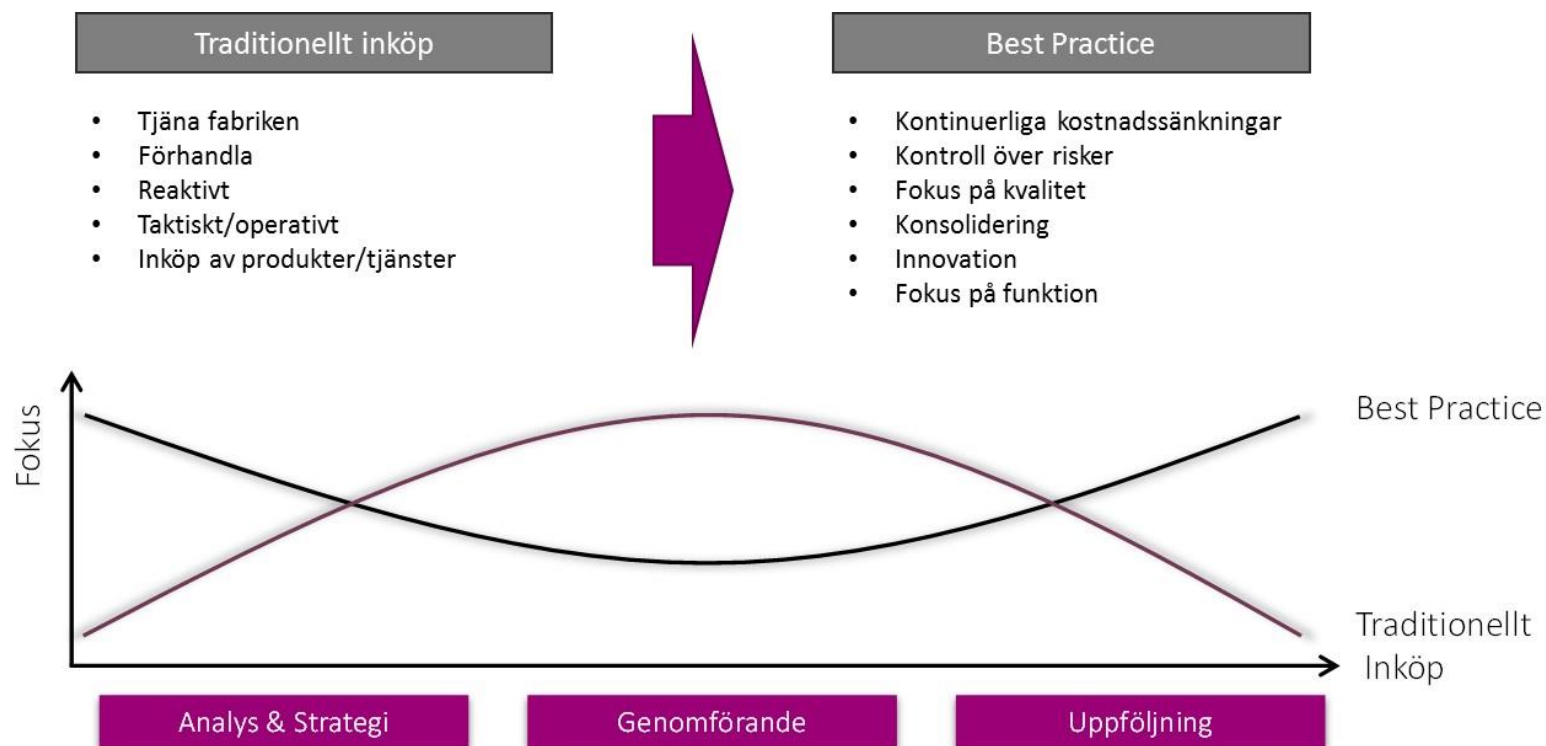 Traditionellt inköp
Tjäna fabriken
Förhandla
Reaktivt
Taktiskt/operativt
Inköp av produkter/tjänster
Best Practice
Kontinuerliga kostnadssänkningar
Kontroll över risker
Fokus på kvalitet
Konsolidering
Innovation
Fokus på funktion
Fokus
Best Practice
Traditionellt
Inköp
Analys & Strategi
Genomförande
Uppföljning